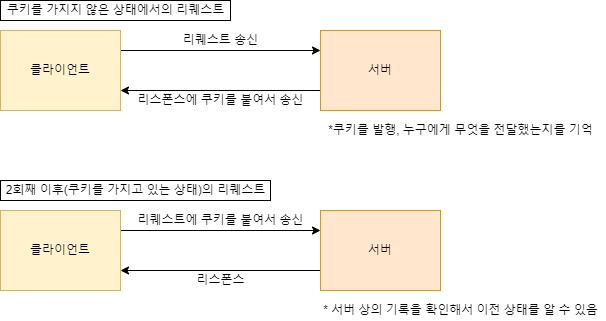 쿠키를 가지지 않은 상태에서의 리퀘스트
리퀘스트 송신
클라이언트
서버
리스폰스에 쿠키를 붙여서 송신
*쿠키를 발행, 누구에게 무엇을 전달했는지를 기억
2회째 이후(쿠키를 가지고 있는 상태)의 리퀘스트
리퀘스트에 쿠키를 붙여서 송신
클라이언트
서버
리스폰스
* 서버 상의 기록을 확인해서 이전 상태를 알 수 있음